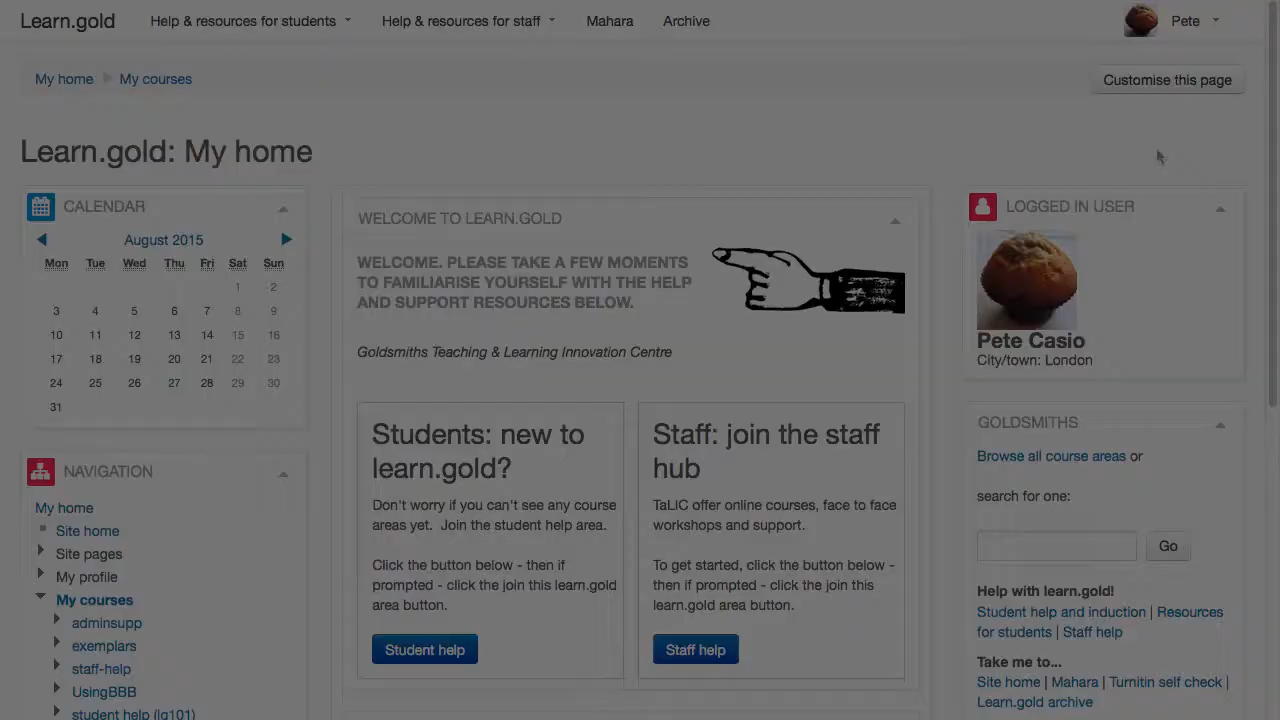 Learn.gold Help & resources for students Help & resources for staff Mahara Archive Pete
My home My courses Customise this page
Learn.gold: My home
CALENDAR
August 2015
Mon Tue Wed Thu Fri Sat Sun
1 2
3 4 5 6 7 8 9
10 11 12 13 14 15 16
17 18 19 20 21 22 23
24 25 26 27 28 29 30
31
NAVIGATION
My home
Site home
Site pages
My profile
My courses
adminsupp
exemplars
staff-help
UsingBBB
student help (lg101)
WELCOME TO LEARN.GOLD
WELCOME. PLEASE TAKE A FEW MOMENTS
TO FAMILIARISE YOURSELF WITH THE HELP
AND SUPPORT RESOURCES BELOW.
Goldsmiths Teaching & Learning Innovation Centre
Students: new to
learn.gold?
Don't worry if you can't see any course
areas yet. Join the student help area.
Click the button below - then if
prompted - click the join this learn.gold
area button.
Student help
Staff: join the staff
hub
TaLIC offer online courses, face to face
workshops and support.
To get started, click the button below -
then if prompted - click the join this
learn.gold area button.
Staff help
LOGGED IN USER
Pete Casio
City/town: London
GOLDSMITHS
Browse all course areas or
search for one:
Go
Help with learn.gold!
Student help and induction | Resources
for students | Staff help
Take me to...
Site home | Mahara | Turnitin self check |
Learn.gold archive